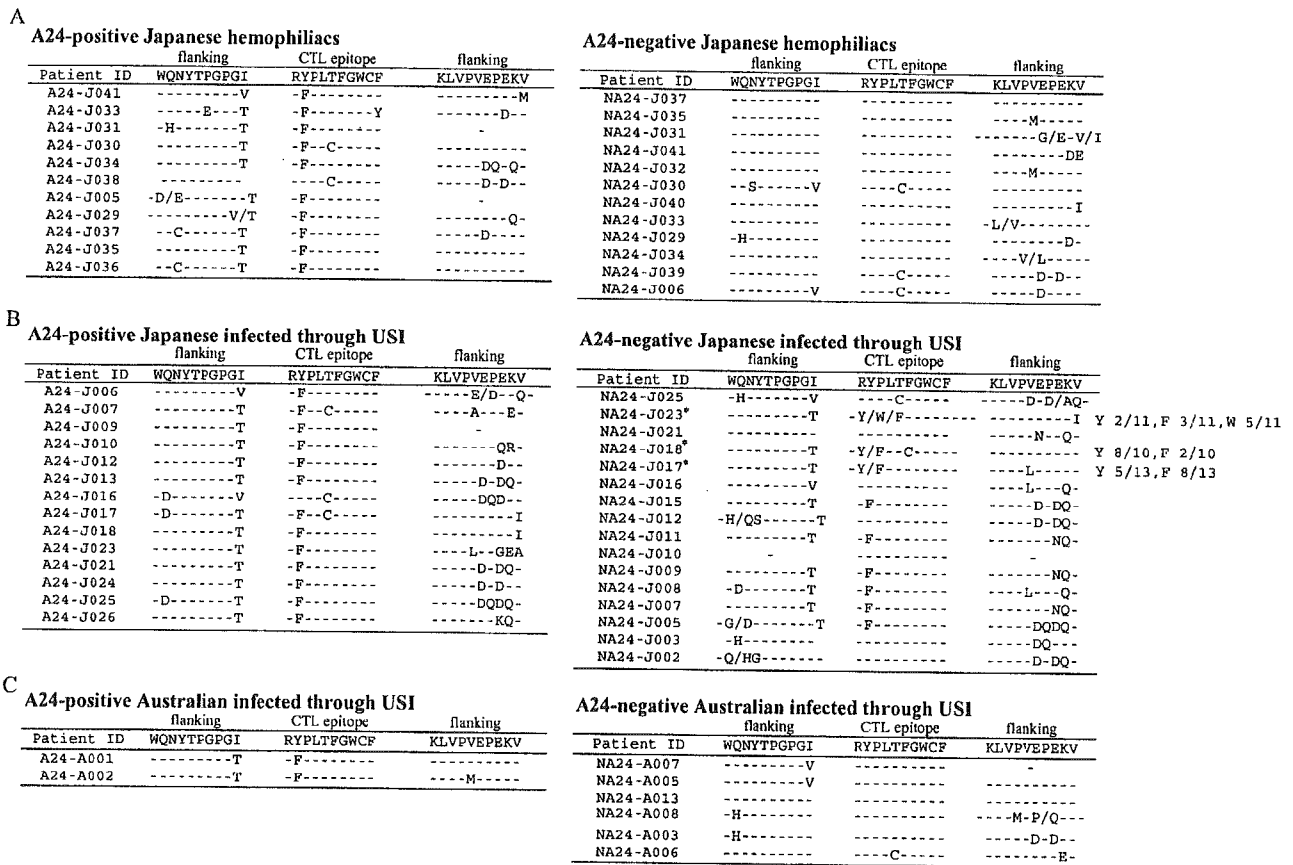 A
A24-positive Japanese hemophiliacs
flanking CTL epitope flanking
Patient ID WQNYTPGPGI RYPLTFGWCF KLVPVEPEKV
A24-J041 ---------V -F-------- ---------M
A24-J033 -----E---T -F-------Y -------D--
A24-J031 -H-------T -F-------- -
A24-J030 ---------T -F--C----- ----------
A24-J034 ---------T -F-------- -----DQ-Q-
A24-J038 ---------- ----C----- -----D-D--
A24-J005 -D/E-------T -F-------- -
A24-J029 ---------V/T -F-------- --------Q-
A24-J037 --C------T -F-------- -----D----
A24-J035 ---------T -F-------- ----------
A24-J036 --C------T -F-------- ----------
A24-negative Japanese hemophiliacs
flanking CTL epitope flanking
Patient ID WQNYTPGPGI RYPLTFGWCF KLVPVEPEKV
NA24-J037 ---------- ---------- ----------
NA24-J035 ---------- ---------- ----M-----
NA24-J031 ---------- ---------- -------G/E-V/I
NA24-J041 ---------- ---------- --------DE
NA24-J032 ---------- ---------- ----M-----
NA24-J030 --S------V ----C----- ----------
NA24-J040 ---------- ---------- ---------I
NA24-J033 ---------- ---------- -L/V--------
NA24-J029 -H-------- ---------- --------D-
NA24-J034 ---------- ---------- ----V/L-----
NA24-J039 ---------- ----C----- -----D-D--
NA24-J006 ---------V ----C----- -----D----
B
A24-positive Japanese infected through USI
flanking CTL epitope flanking
Patient ID WQNYTPGPGI RYPLTFGWCF KLVPVEPEKV
A24-J006 ---------V -F-------- -----E/D--Q-
A24-J007 ---------T -F--C----- ----A---E-
A24-J009 ---------T -F-------- -
A24-J010 ---------T -F-------- -------QR-
A24-J012 ---------T -F-------- -------D--
A24-J013 ---------T -F-------- -----D-DQ-
A24-J016 -D-------V ----C----- -----DQD--
A24-J017 -D-------T -F--C----- ---------I
A24-J018 ---------T -F-------- ---------I
A24-J023 ---------T -F-------- ----L--GEA
A24-J021 ---------T -F-------- -----D-DQ-
A24-J024 ---------T -F-------- -----D-D--
A24-J025 -D-------T -F-------- -----DQDQ-
A24-J026 ---------T -F-------- -------KQ-
A24-negative Japanese infected through USI
flanking CTL epitope flanking
Patient ID WQNYTPGPGI RYPLTFGWCF KLVPVEPEKV
NA24-J025 -H-------V ----C----- -----D-D/AQ-
NA24-J023* ---------T -Y/W/F-------- ---------I Y 2/11,F 3/11,W 5/11
NA24-J021 ---------- ---------- -----N--Q-
NA24-J018* ---------T -Y/F--C----- ---------- Y 8/10,F 2/10
NA24-J017* ---------T -Y/F-------- ----L----- Y 5/13,F 8/13
NA24-J016 ---------V ---------- ----L---Q-
NA24-J015 ---------T -F-------- -----D-DQ-
NA24-J012 -H/QS-------T ---------- -----D-DQ-
NA24-J011 ---------T -F-------- -------NQ-
NA24-J010 - ---------- -
NA24-J009 ---------T -F-------- -------NQ-
NA24-J008 -D-------T -F-------- ----L---Q-
NA24-J007 ---------T -F-------- -------NQ-
NA24-J005 -G/D-------T -F-------- -----DQDQ-
NA24-J003 -H-------- ---------- -----DQ---
NA24-J002 -Q/HG------- ---------- -----D-DQ-
C
A24-positive Australian infected through USI
flanking CTL epitope flanking
Patient ID WQNYTPGPGI RYPLTFGWCF KLVPVEPEKV
A24-A001 ---------T -F-------- ----------
A24-A002 ---------T -F-------- ----M-----
A24-negative Australian infected through USI
flanking CTL epitope flanking
Patient ID WQNYTPGPGI RYPLTFGWCF KLVPVEPEKV
NA24-A007 ---------V ---------- -
NA24-A005 ---------V ---------- ----------
NA24-A013 ---------- ---------- ----------
NA24-A008 -H-------- ---------- ----M-P/Q---
NA24-A003 -H-------- ---------- -----D-D--
NA24-A006 ---------- ----C----- --------E-